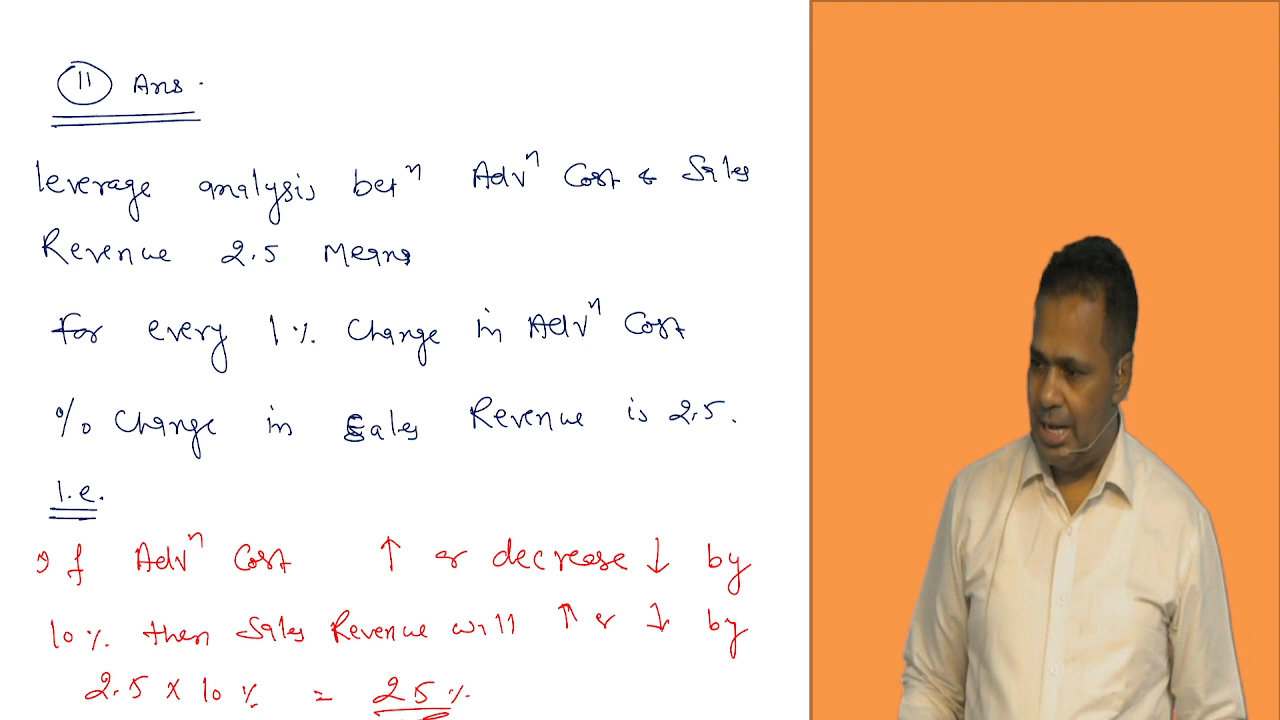 11 Ans.
leverage analysis betⁿ Advⁿ Cost & Sales
Revenue 2.5 Means
for every 1% Change in Advⁿ Cost
% Change in Sales Revenue is 2.5.
I.e.
If Advⁿ Cost ↑ or decrease ↓ by
10% then Sales Revenue will ↑ or ↓ by
2.5 x 10% = 25%